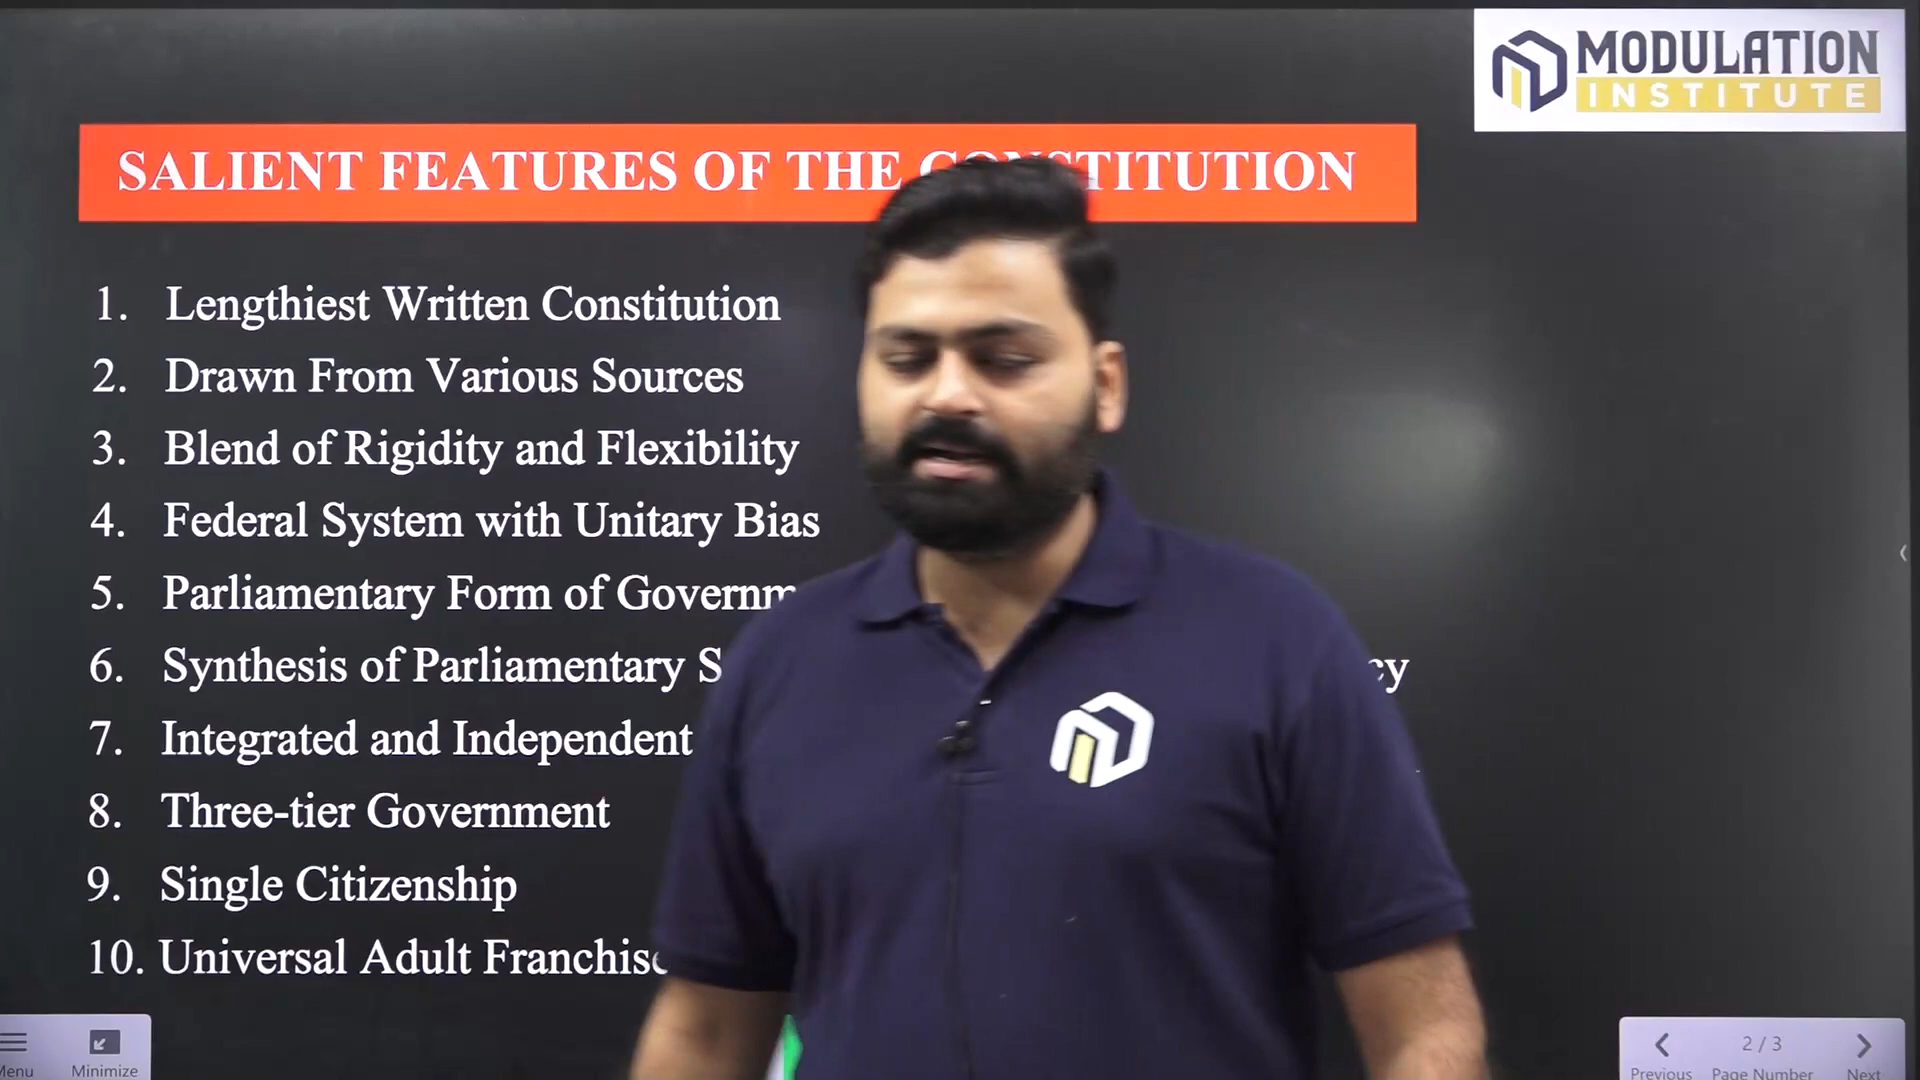 MODULATION
INSTITUTE
SALIENT FEATURES OF THE CONSTITUTION
1. Lengthiest Written Constitution
2. Drawn From Various Sources
3. Blend of Rigidity and Flexibility
4. Federal System with Unitary Bias
5. Parliamentary Form of
6. Synthesis of Parliamentary
7. Integrated and Independent
8. Three-tier Government
9. Single Citizenship
10. Universal Adult Franchise
Menu Minimize
2 / 3
Previous Page Number Next